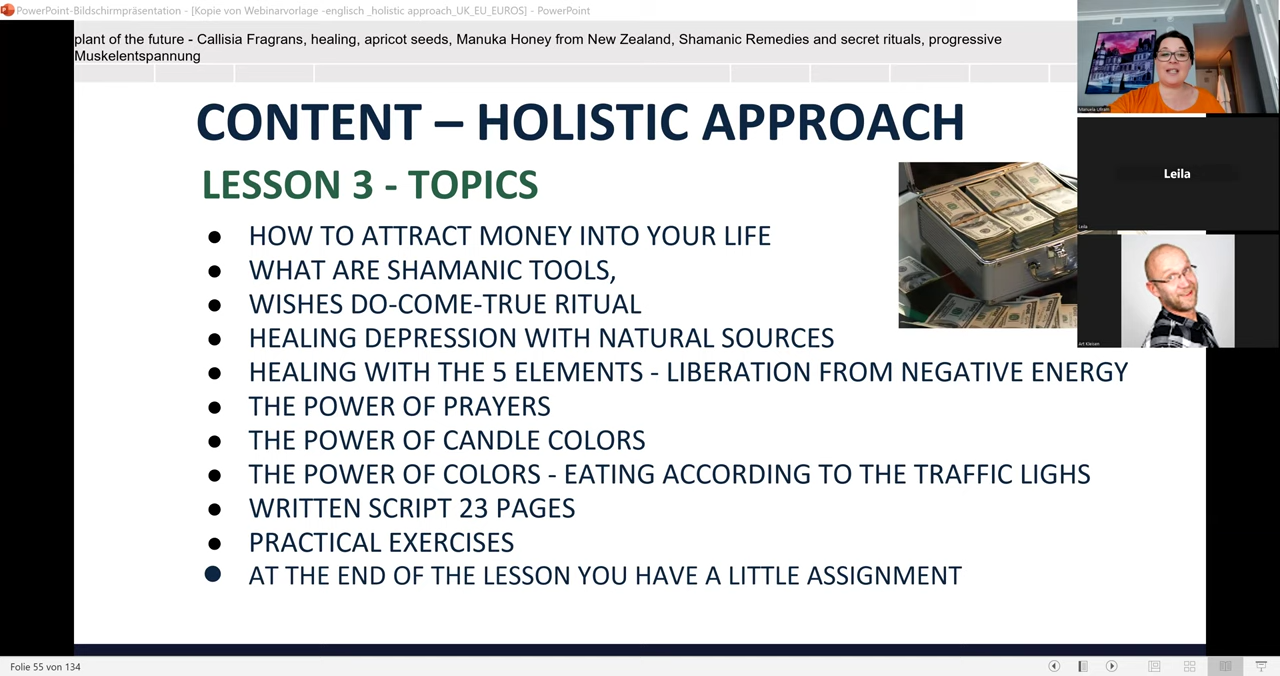 PowerPoint-Bildschirmpräsentation - [Kopie von Webinarvorlage -englisch _holistic approach_UK_EU_EUROS] - PowerPoint
plant of the future - Callisia Fragrans, healing, apricot seeds, Manuka Honey from New Zealand, Shamanic Remedies and secret rituals, progressive
Muskelentspannung
CONTENT – HOLISTIC APPROACH
LESSON 3 - TOPICS
● HOW TO ATTRACT MONEY INTO YOUR LIFE
● WHAT ARE SHAMANIC TOOLS,
● WISHES DO-COME-TRUE RITUAL
● HEALING DEPRESSION WITH NATURAL SOURCES
● HEALING WITH THE 5 ELEMENTS - LIBERATION FROM NEGATIVE ENERGY
● THE POWER OF PRAYERS
● THE POWER OF CANDLE COLORS
● THE POWER OF COLORS - EATING ACCORDING TO THE TRAFFIC LIGHS
● WRITTEN SCRIPT 23 PAGES
● PRACTICAL EXERCISES
● AT THE END OF THE LESSON YOU HAVE A LITTLE ASSIGNMENT
Leila
Leila
Folie 55 von 134